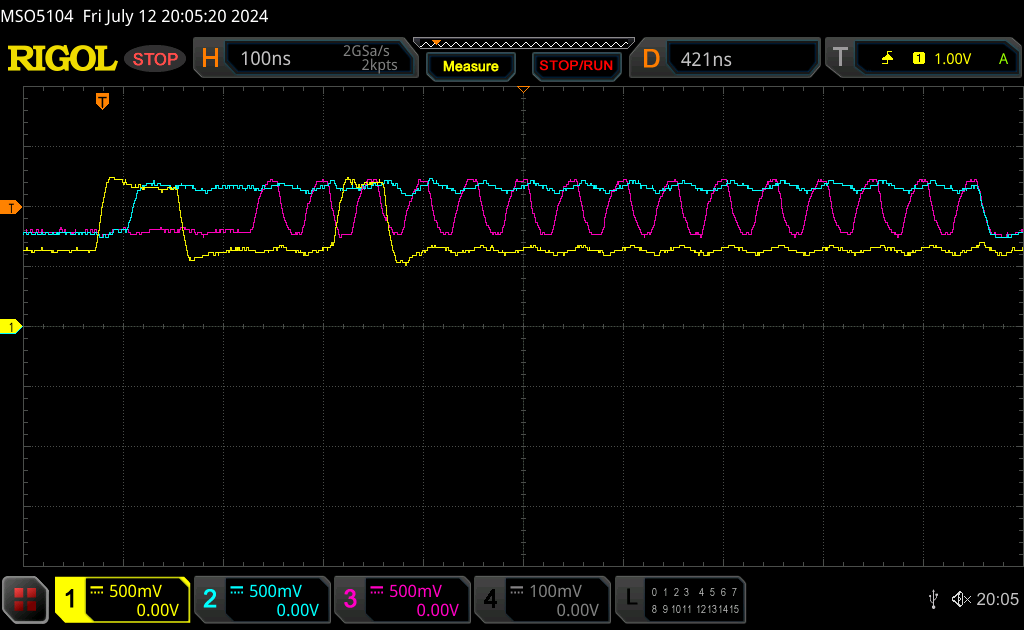 MSO5104 Fri July 12 20:05:20 2024
RIGOL STOP H 100ns 2GSa/s 2kpts Measure STOP/RUN D 421ns T 1 1.00V A
T
T
1
1 500mV 0.00V 2 500mV 0.00V 3 500mV 0.00V 4 100mV 0.00V L 0 1 2 3 4 5 6 7
8 9 10 11 12 13 14 15
20:05